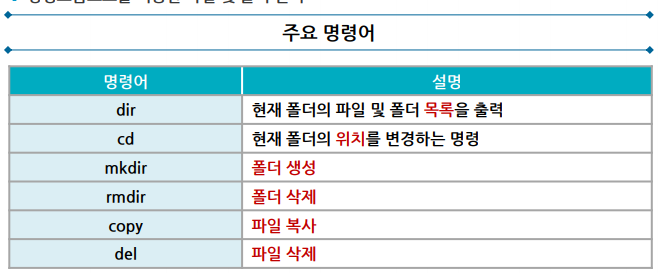 주요 명령어
명령어 설명
dir 현재 폴더의 파일 및 폴더 목록을 출력
cd 현재 폴더의 위치를 변경하는 명령
mkdir 폴더 생성
rmdir 폴더 삭제
copy 파일 복사
del 파일 삭제